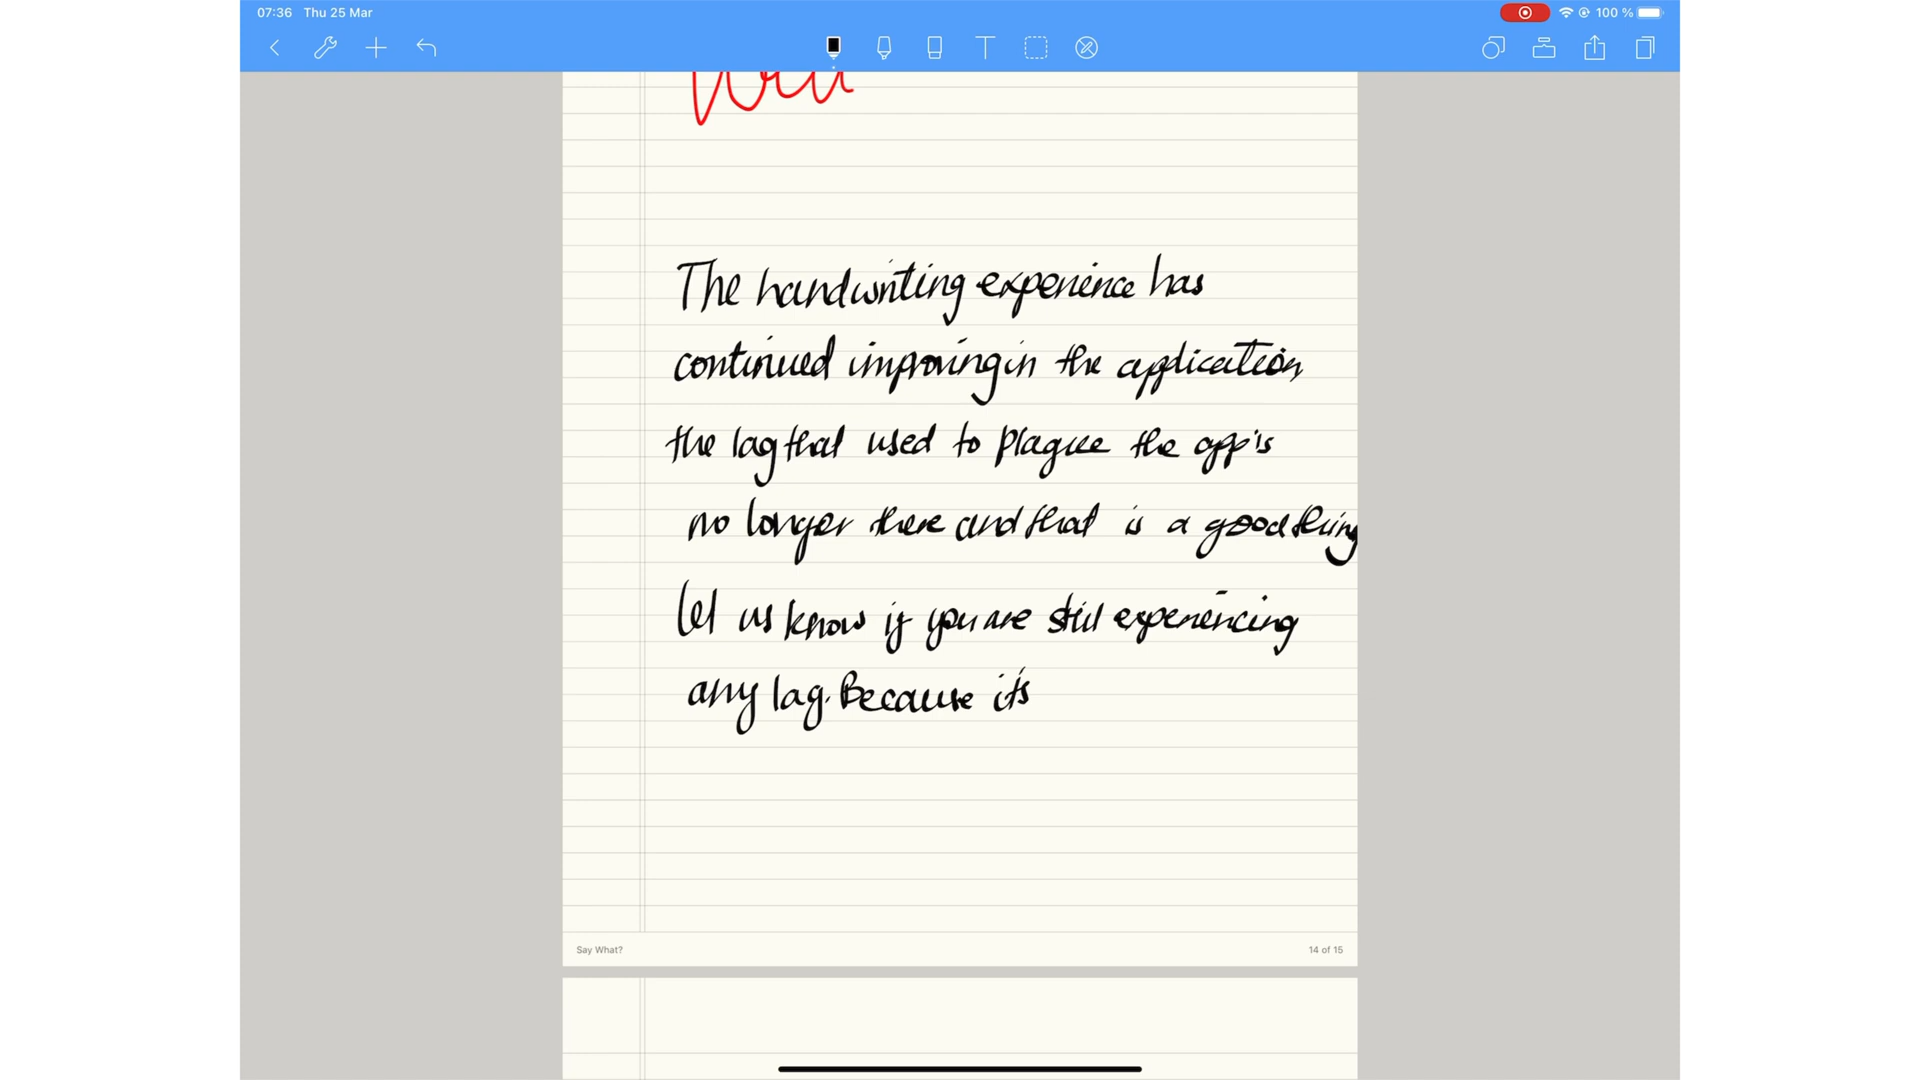 07:36 Thu 25 Mar
100 %
The handwriting experience has
continued improving in the application,
the lag that used to plague the app is
no longer there and that is a good thing
Let us know if you are still experiencing
any lag. Because it's
Say What?
14 of 15